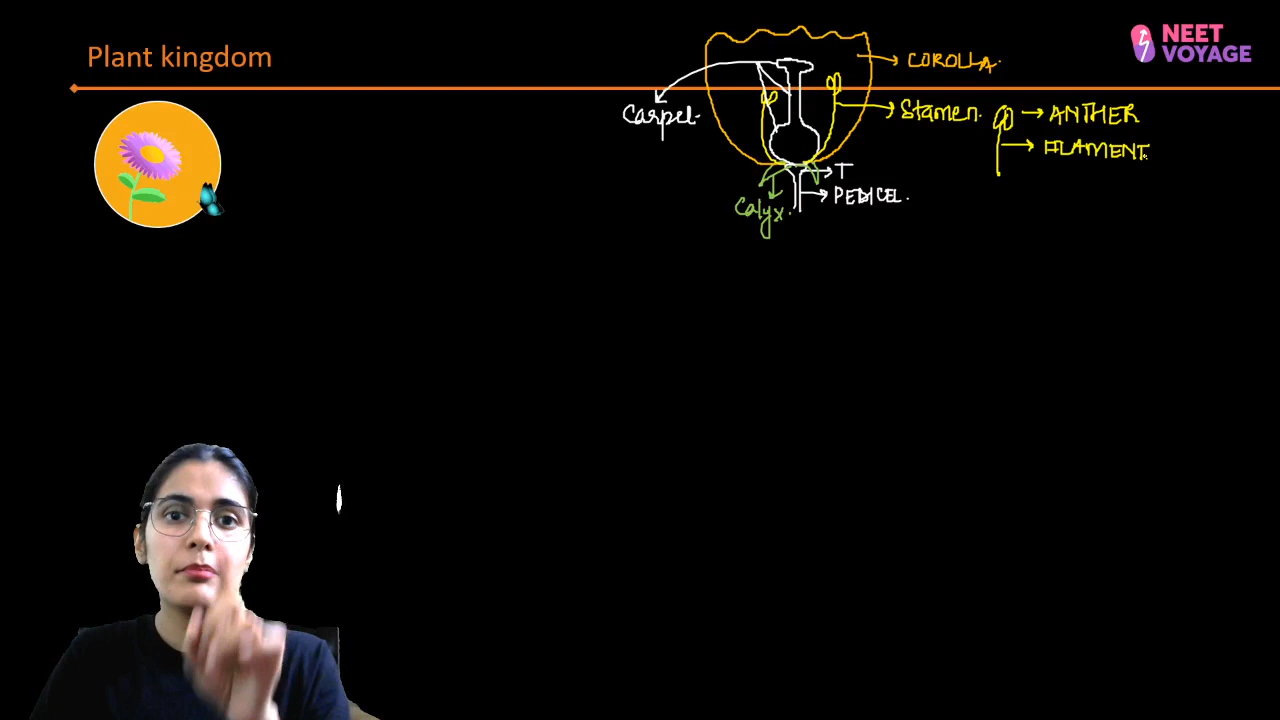 Plant kingdom
NEET
VOYAGE
COROLLA
Carpel
Stamen
ANTHER
FILAMENT
T
PEDICEL
Calyx